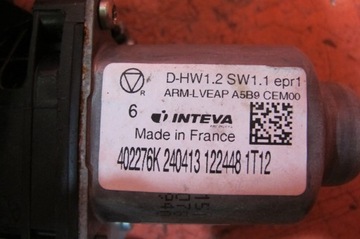 D-HW1.2 SW1.1 epr1
R
ARM-LVEAP A5B9 CEM00
6 INTEVA
Made in France
402276K 240413 122448 1T12